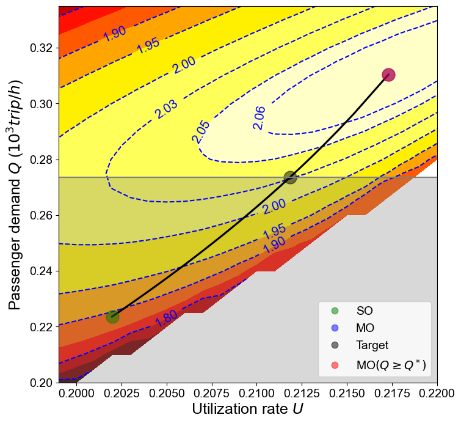 1.90
1.95
2.00
2.03
2.05
2.06
2.00
1.95
1.90
1.80
0.32
0.30
0.28
0.26
0.24
0.22
0.20
Passenger demand Q (10³trip/h)
SO
MO
Target
MO(Q ≥ Q*)
0.2000 0.2025 0.2050 0.2075 0.2100 0.2125 0.2150 0.2175 0.2200
Utilization rate U